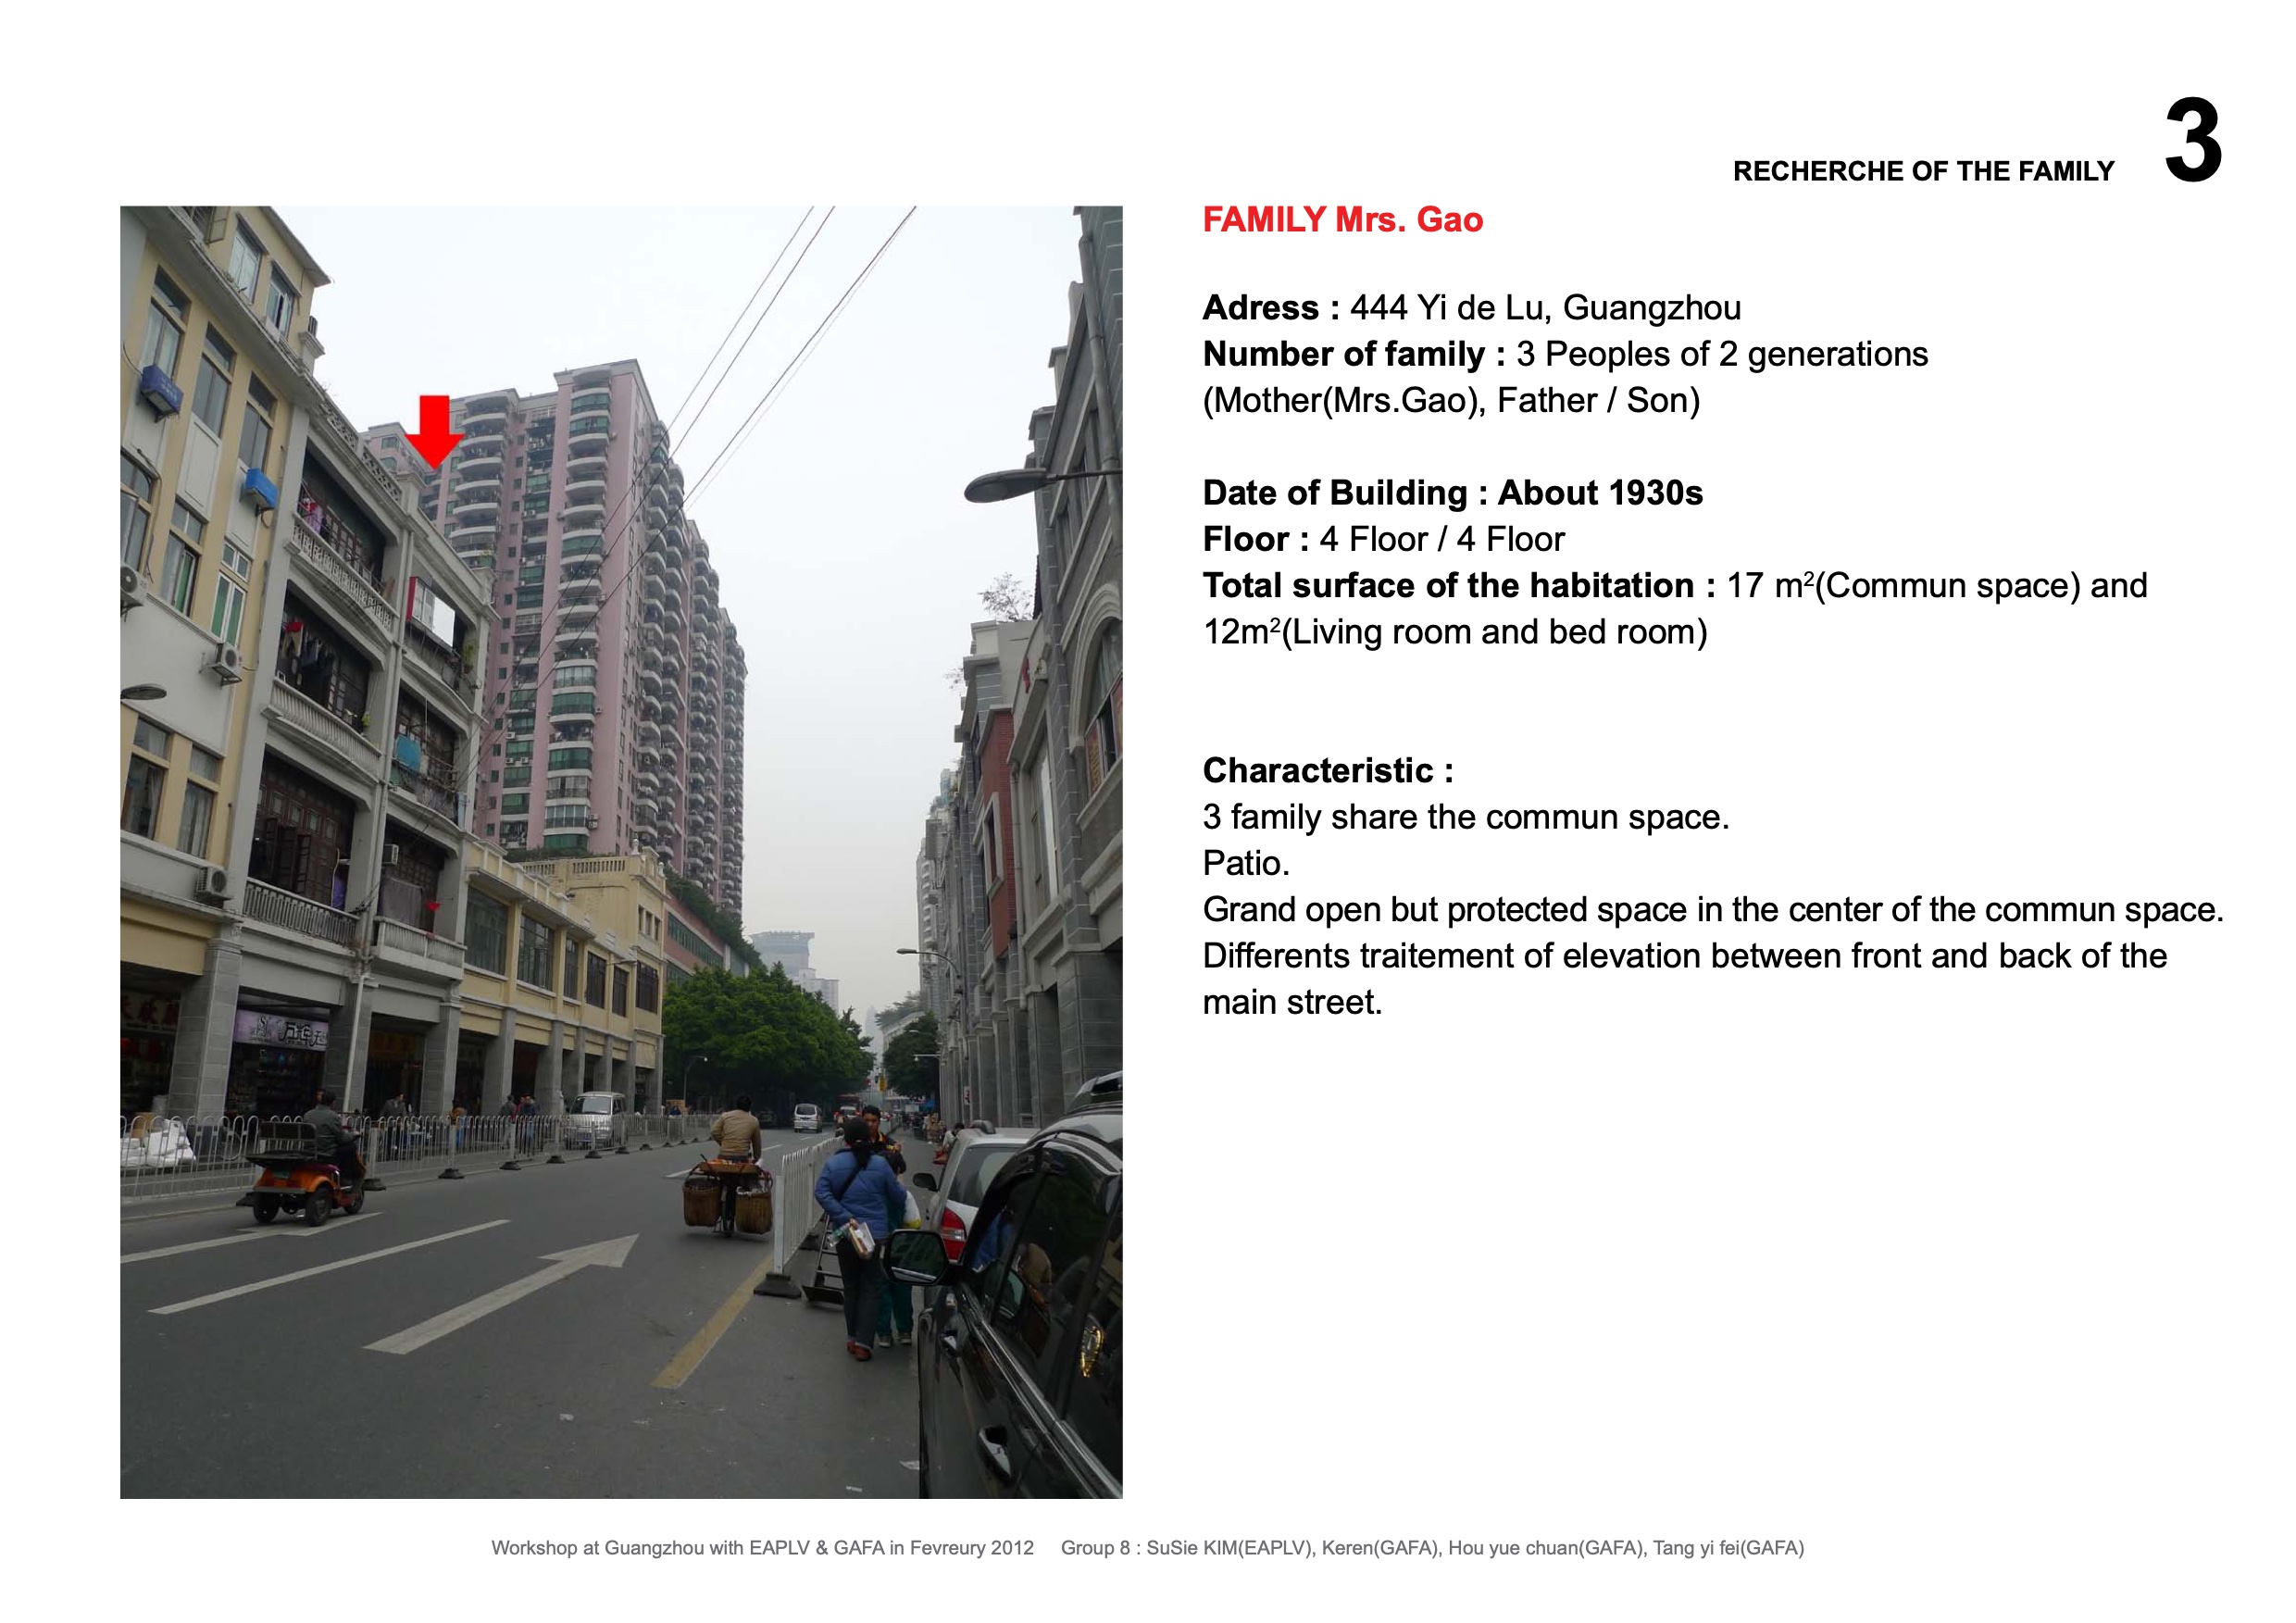 3
RECHERCHE OF THE FAMILY
FAMILY Mrs. Gao
Adress : 444 Yi de Lu, Guangzhou
Number of family : 3 Peoples of 2 generations
(Mother(Mrs.Gao), Father / Son)
Date of Building : About 1930s
Floor : 4 Floor / 4 Floor
Total surface of the habitation : 17 m²(Commun space) and
12m²(Living room and bed room)
Characteristic :
3 family share the commun space.
Patio.
Grand open but protected space in the center of the commun space.
Differents traitement of elevation between front and back of the
main street.
Workshop at Guangzhou with EAPLV & GAFA in Fevreury 2012 Group 8 : SuSie KIM(EAPLV), Keren(GAFA), Hou yue chuan(GAFA), Tang yi fei(GAFA)